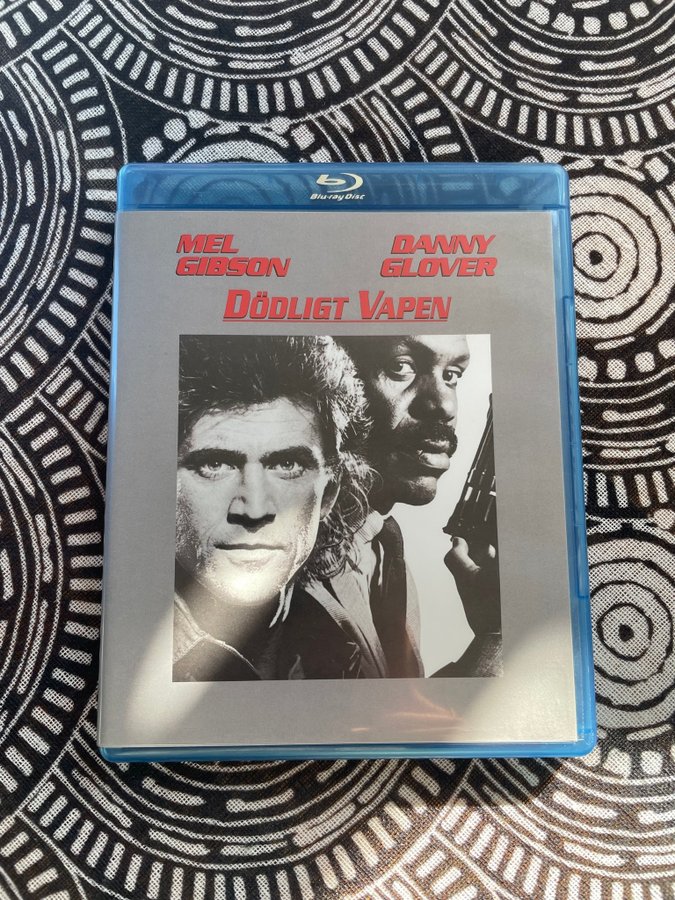 Blu-ray Disc
MEL GIBSON
DANNY GLOVER
DÖDLIGT VAPEN